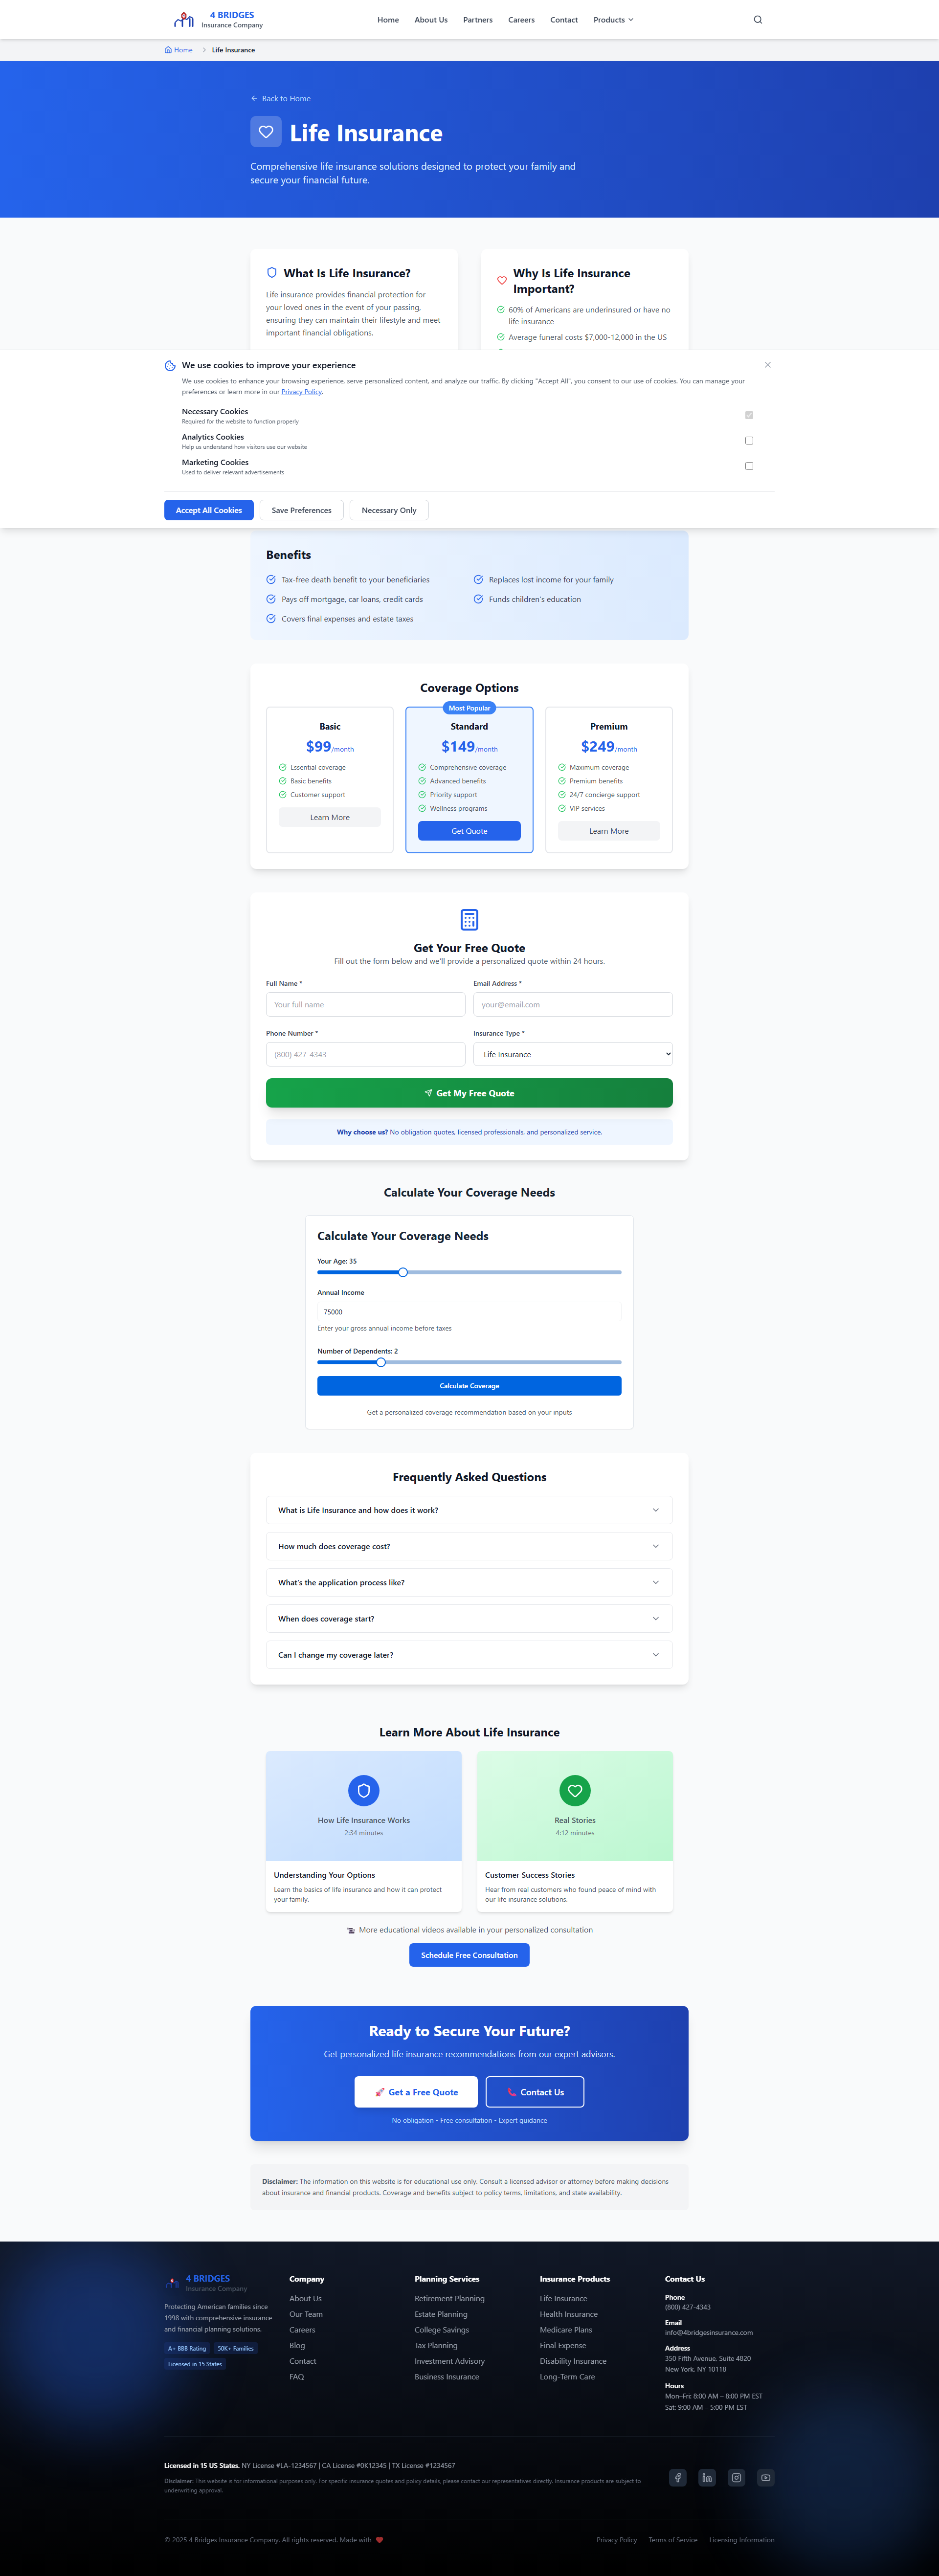 4 BRIDGES
Insurance Company
Home
About Us
Partners
Careers
Contact
Products
Home
Life Insurance
Back to Home
Life Insurance
Comprehensive life insurance solutions designed to protect your family and
secure your financial future.
What Is Life Insurance?
Life insurance provides financial protection for
your loved ones in the event of your passing,
ensuring they can maintain their lifestyle and meet
important financial obligations.
Why Is Life Insurance
Important?
60% of Americans are underinsured or have no
life insurance
Average funeral costs $7,000-12,000 in the US
We use cookies to improve your experience
We use cookies to enhance your browsing experience, serve personalized content, and analyze our traffic. By clicking "Accept All", you consent to our use of cookies. You can manage your
preferences or learn more in our Privacy Policy.
Necessary Cookies
Required for the website to function properly
Analytics Cookies
Help us understand how visitors use our website
Marketing Cookies
Used to deliver relevant advertisements
Accept All Cookies
Save Preferences
Necessary Only
Benefits
Tax-free death benefit to your beneficiaries
Replaces lost income for your family
Pays off mortgage, car loans, credit cards
Funds children's education
Covers final expenses and estate taxes
Coverage Options
Basic
$99/month
Essential coverage
Basic benefits
Customer support
Learn More
Most Popular
Standard
$149/month
Comprehensive coverage
Advanced benefits
Priority support
Wellness programs
Get Quote
Premium
$249/month
Maximum coverage
Premium benefits
24/7 concierge support
VIP services
Learn More
Get Your Free Quote
Fill out the form below and we'll provide a personalized quote within 24 hours.
Full Name *
Your full name
Email Address *
your@email.com
Phone Number *
(800) 427-4343
Insurance Type *
Life Insurance
Get My Free Quote
Why choose us? No obligation quotes, licensed professionals, and personalized service.
Calculate Your Coverage Needs
Calculate Your Coverage Needs
Your Age: 35
Annual Income
75000
Enter your gross annual income before taxes
Number of Dependents: 2
Calculate Coverage
Get a personalized coverage recommendation based on your inputs
Frequently Asked Questions
What is Life Insurance and how does it work?
How much does coverage cost?
What's the application process like?
When does coverage start?
Can I change my coverage later?
Learn More About Life Insurance
How Life Insurance Works
2:34 minutes
Understanding Your Options
Learn the basics of life insurance and how it can protect
your family.
Real Stories
4:12 minutes
Customer Success Stories
Hear from real customers who found peace of mind with
our life insurance solutions.
More educational videos available in your personalized consultation
Schedule Free Consultation
Ready to Secure Your Future?
Get personalized life insurance recommendations from our expert advisors.
Get a Free Quote
Contact Us
No obligation • Free consultation • Expert guidance
Disclaimer: The information on this website is for educational use only. Consult a licensed advisor or attorney before making decisions
about insurance and financial products. Coverage and benefits subject to policy terms, limitations, and state availability.
4 BRIDGES
Insurance Company
Protecting American families since
1998 with comprehensive insurance
and financial planning solutions.
A+ BBB Rating
50K+ Families
Licensed in 15 States
Company
About Us
Our Team
Careers
Blog
Contact
FAQ
Planning Services
Retirement Planning
Estate Planning
College Savings
Tax Planning
Investment Advisory
Business Insurance
Insurance Products
Life Insurance
Health Insurance
Medicare Plans
Final Expense
Disability Insurance
Long-Term Care
Contact Us
Phone
(800) 427-4343
Email
info@4bridgesinsurance.com
Address
350 Fifth Avenue, Suite 4820
New York, NY 10118
Hours
Mon–Fri: 8:00 AM – 8:00 PM EST
Sat: 9:00 AM – 5:00 PM EST
Licensed in 15 US States. NY License #LA-1234567 | CA License #0K12345 | TX License #1234567
Disclaimer: This website is for informational purposes only. For specific insurance quotes and policy details, please contact our representatives directly. Insurance products are subject to
underwriting approval.
© 2025 4 Bridges Insurance Company. All rights reserved. Made with
Privacy Policy
Terms of Service
Licensing Information